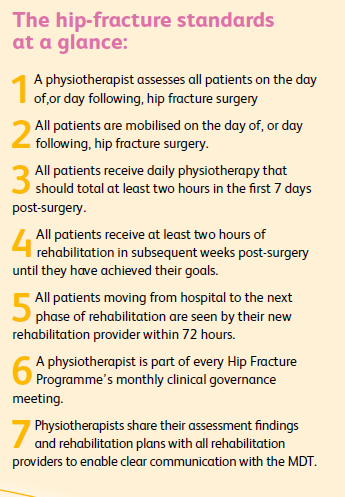 The hip-fracture standards
at a glance:
1 A physiotherapist assesses all patients on the day
of,or day following, hip fracture surgery
2 All patients are mobilised on the day of, or day
following, hip fracture surgery.
3 All patients receive daily physiotherapy that
should total at least two hours in the first 7 days
post-surgery.
4 All patients receive at least two hours of
rehabilitation in subsequent weeks post-surgery
until they have achieved their goals.
5 All patients moving from hospital to the next
phase of rehabilitation are seen by their new
rehabilitation provider within 72 hours.
6 A physiotherapist is part of every Hip Fracture
Programme's monthly clinical governance
meeting.
7 Physiotherapists share their assessment findings
and rehabilitation plans with all rehabilitation
providers to enable clear communication with the MDT.